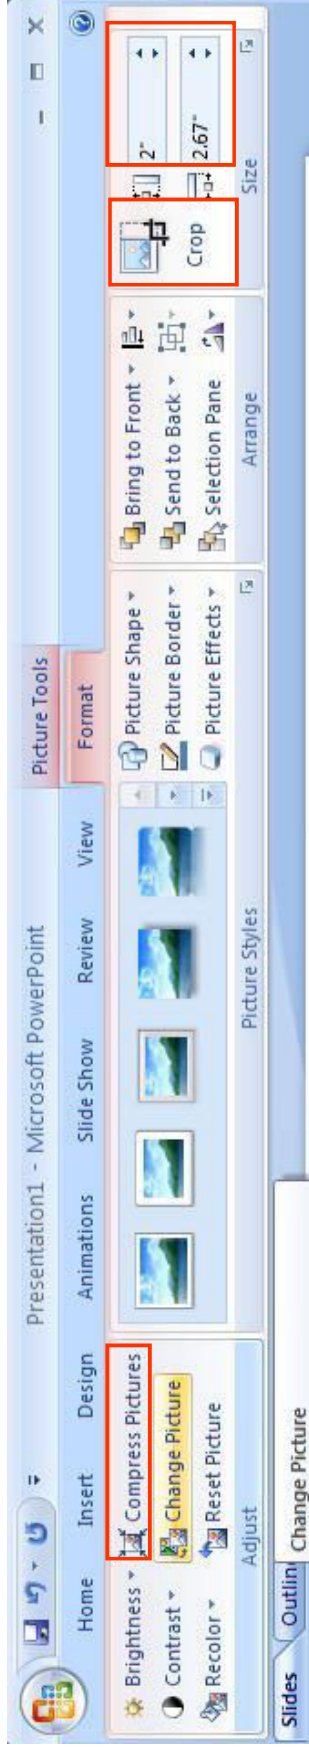 Presentation1 - Microsoft PowerPoint
Picture Tools
Home Insert Design Animations Slide Show Review View Format
Brightness
Contrast
Recolor
Compress Pictures
Change Picture
Reset Picture
Adjust
Picture Styles
Picture Shape
Picture Border
Picture Effects
Bring to Front
Send to Back
Selection Pane
Arrange
Crop
2"
2.67"
Size
Slides
Outlin
Change Picture